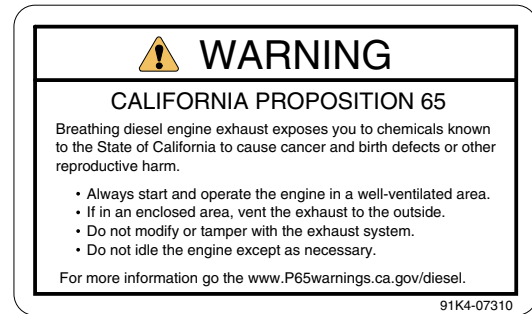 WARNING
CALIFORNIA PROPOSITION 65
Breathing diesel engine exhaust exposes you to chemicals known
to the State of California to cause cancer and birth defects or other
reproductive harm.
• Always start and operate the engine in a well-ventilated area.
• If in an enclosed area, vent the exhaust to the outside.
• Do not modify or tamper with the exhaust system.
• Do not idle the engine except as necessary.
For more information go the www.P65warnings.ca.gov/diesel.
91K4-07310